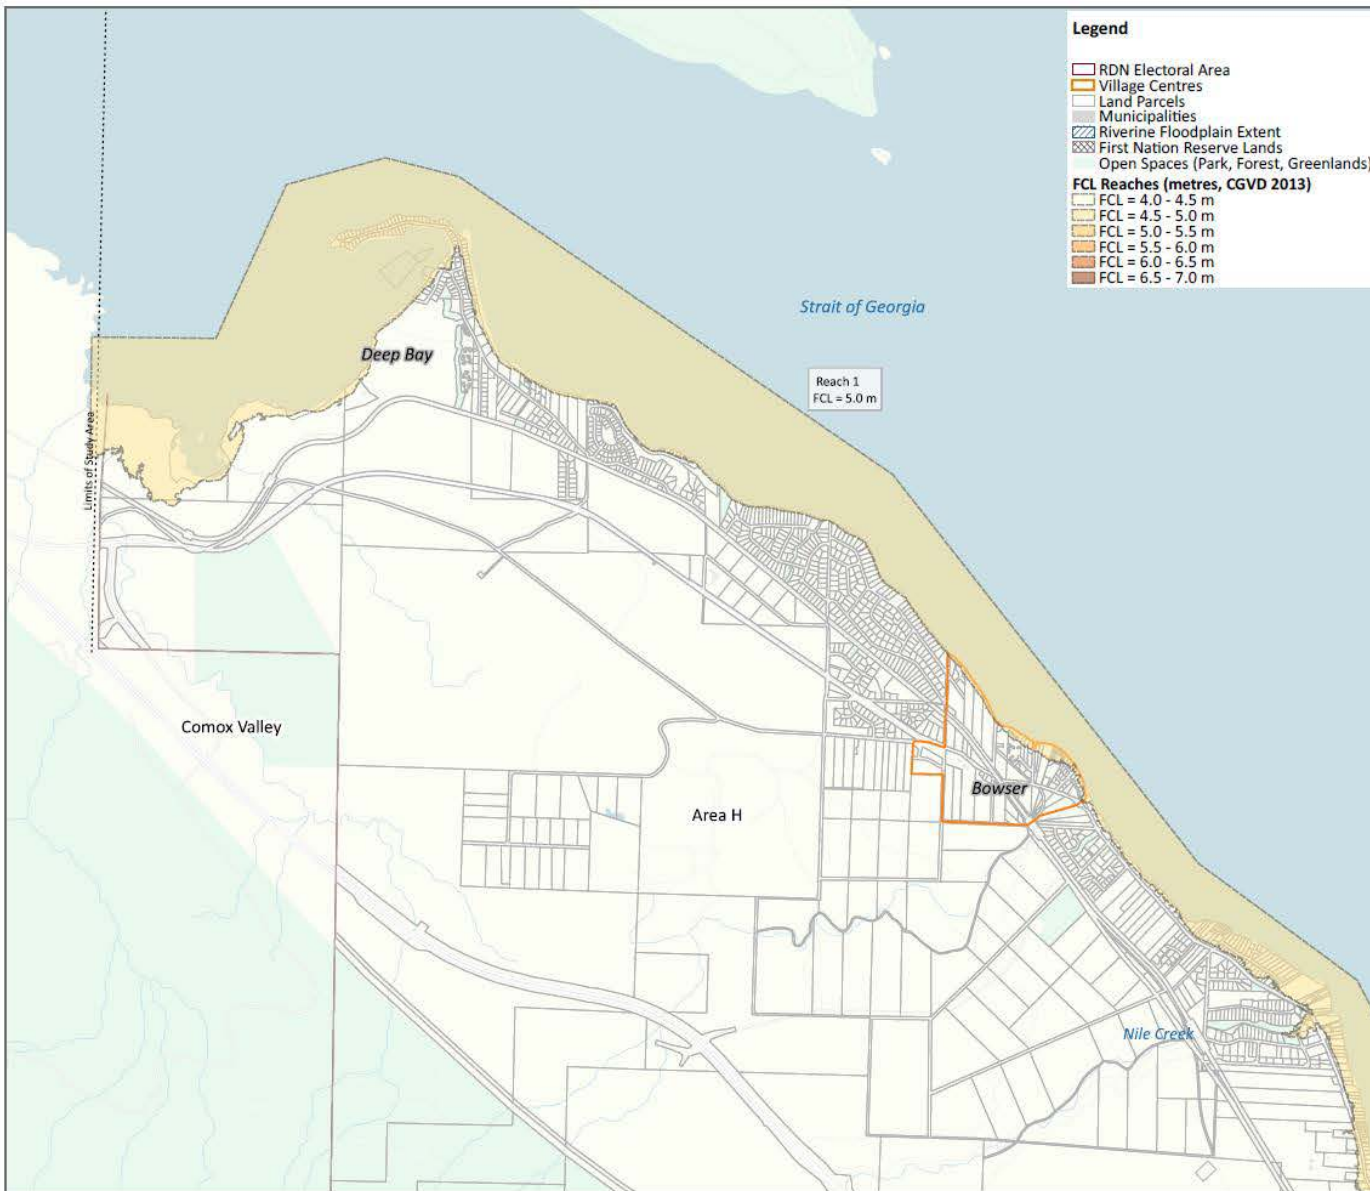 Legend
RDN Electoral Area
Village Centres
Land Parcels
Municipalities
Riverine Floodplain Extent
First Nation Reserve Lands
Open Spaces (Park, Forest, Greenlands)
FCL Reaches (metres, CGVD 2013)
FCL = 4.0 - 4.5 m
FCL = 4.5 - 5.0 m
FCL = 5.0 - 5.5 m
FCL = 5.5 - 6.0 m
FCL = 6.0 - 6.5 m
FCL = 6.5 - 7.0 m
Strait of Georgia
Deep Bay
Reach 1
FCL = 5.0 m
Limits of Study Area
Comox Valley
Bowser
Area H
Nile Creek